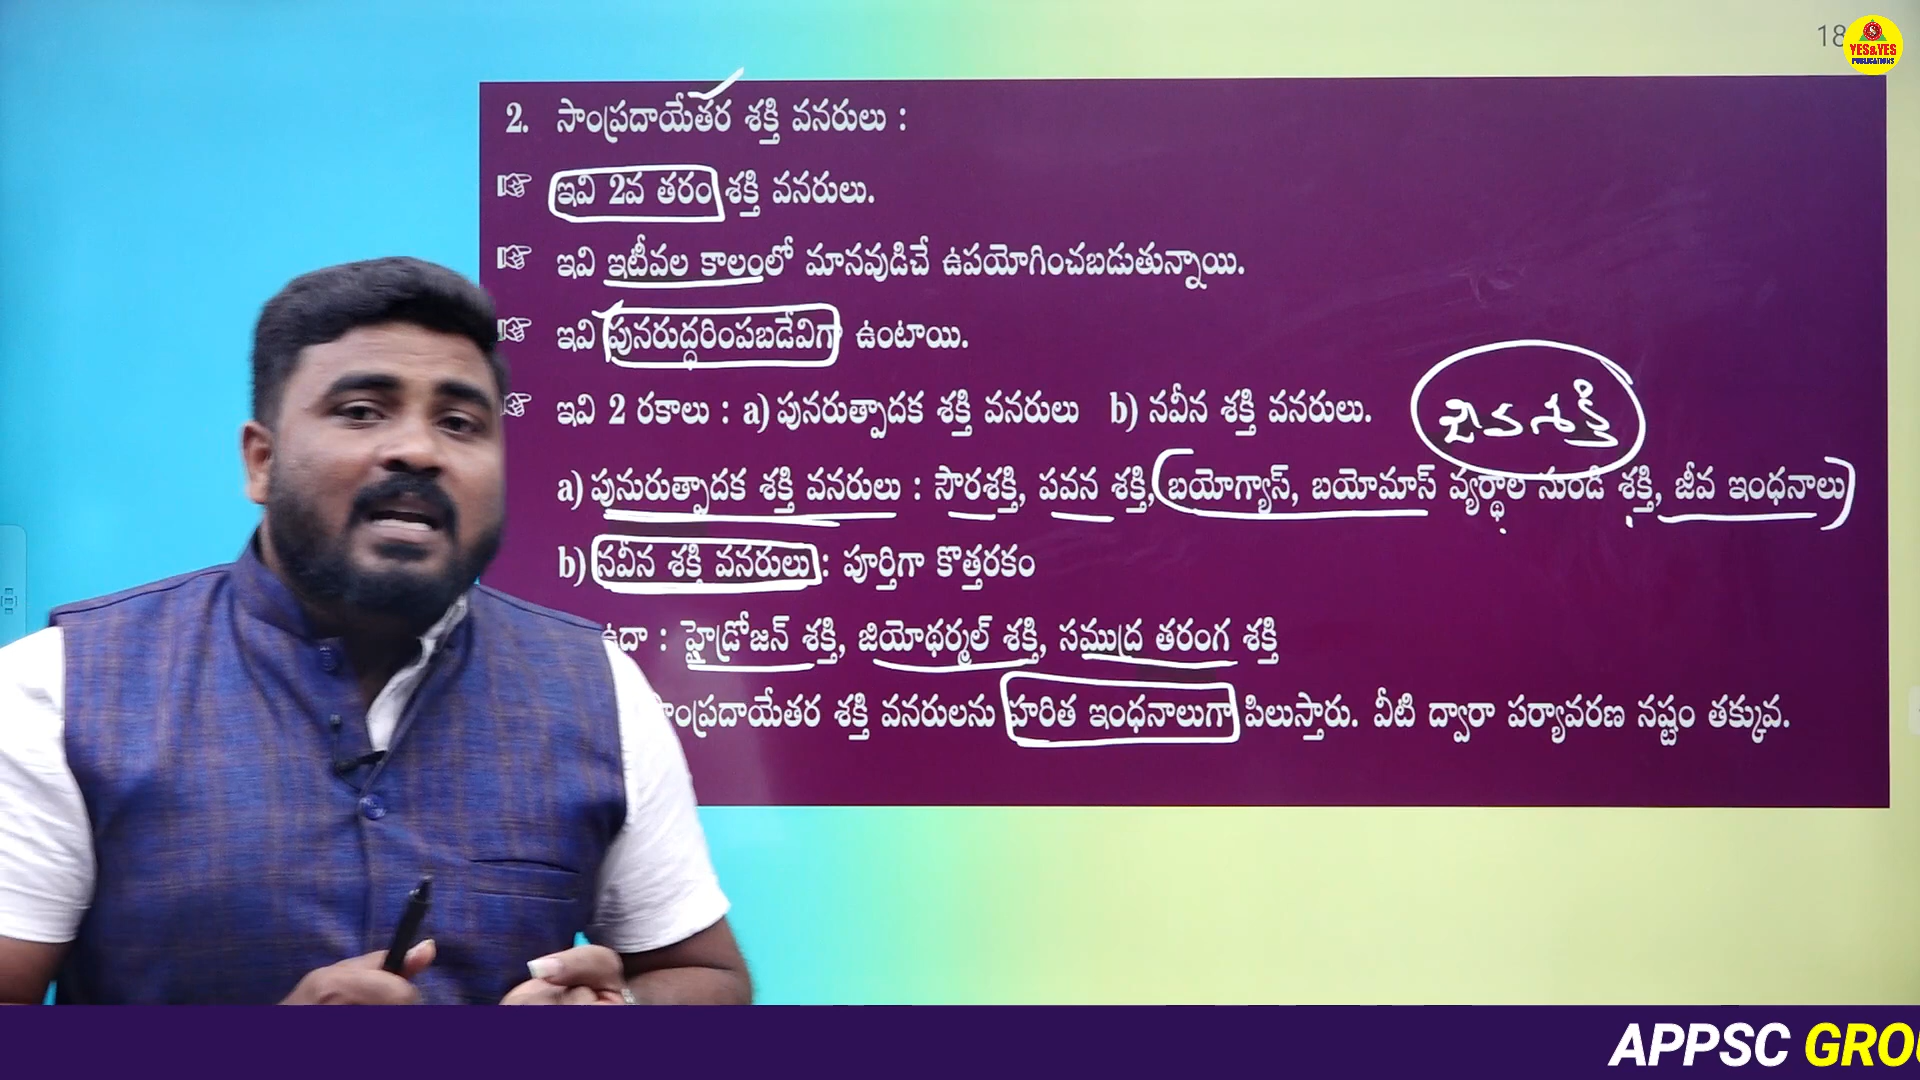 18
YES&YES
PUBLICATIONS
2. సాంప్రదాయేతర శక్తి వనరులు :
ఇవి 2వ తరం శక్తి వనరులు.
ఇవి ఇటీవల కాలంలో మానవుడిచే ఉపయోగించబడుతున్నాయి.
ఇవి పునరుద్ధరింపబడేవిగా ఉంటాయి.
ఇవి 2 రకాలు : a) పునరుత్పాదక శక్తి వనరులు b) నవీన శక్తి వనరులు.
జీవ శక్తి
a) పునురుత్పాదక శక్తి వనరులు : సౌరశక్తి, పవన శక్తి, బయోగ్యాస్, బయోమాస్ వ్యర్థాల నుండి శక్తి, జీవ ఇంధనాలు
b) నవీన శక్తి వనరులు : పూర్తిగా కొత్తరకం
ఉదా : హైడ్రోజన్ శక్తి, జియోథర్మల్ శక్తి, సముద్ర తరంగ శక్తి
సాంప్రదాయేతర శక్తి వనరులను హరిత ఇంధనాలుగా పిలుస్తారు. వీటి ద్వారా పర్యావరణ నష్టం తక్కువ.
APPSC GROU